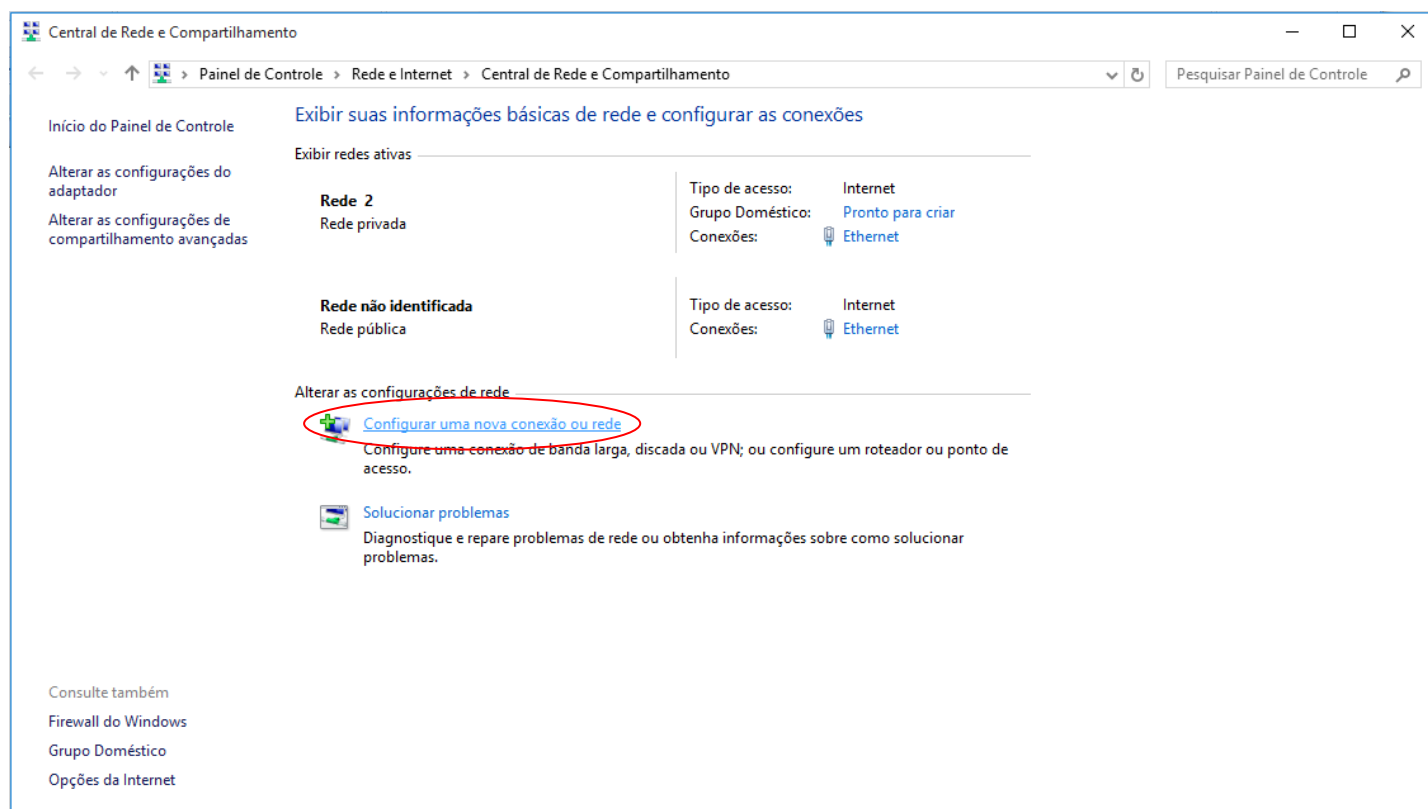 Central de Rede e Compartilhamento
Painel de Controle > Rede e Internet > Central de Rede e Compartilhamento
Pesquisar Painel de Controle
Início do Painel de Controle
Alterar as configurações do
adaptador
Alterar as configurações de
compartilhamento avançadas
Exibir suas informações básicas de rede e configurar as conexões
Exibir redes ativas
Rede 2
Rede privada
Tipo de acesso: Internet
Grupo Doméstico: Pronto para criar
Conexões: Ethernet
Rede não identificada
Rede pública
Tipo de acesso: Internet
Conexões: Ethernet
Alterar as configurações de rede
Configurar uma nova conexão ou rede
Configure uma conexão de banda larga, discada ou VPN; ou configure um roteador ou ponto de
acesso.
Solucionar problemas
Diagnostique e repare problemas de rede ou obtenha informações sobre como solucionar
problemas.
Consulte também
Firewall do Windows
Grupo Doméstico
Opções da Internet